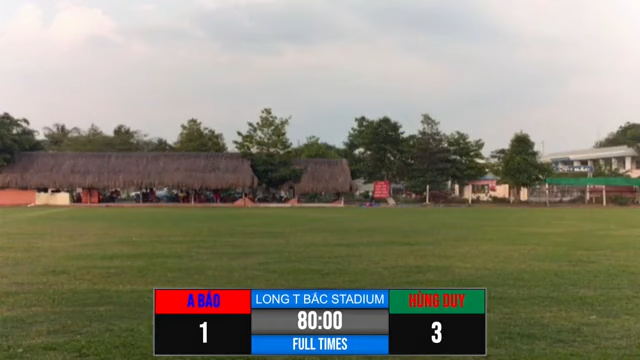 A BẢO
LONG T BẮC STADIUM
HÙNG DUY
1
80:00
3
FULL TIMES